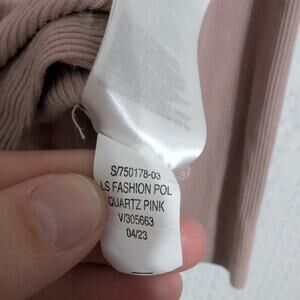 S/750178-03
LS FASHION POL
QUARTZ PINK
V/305663
04/23